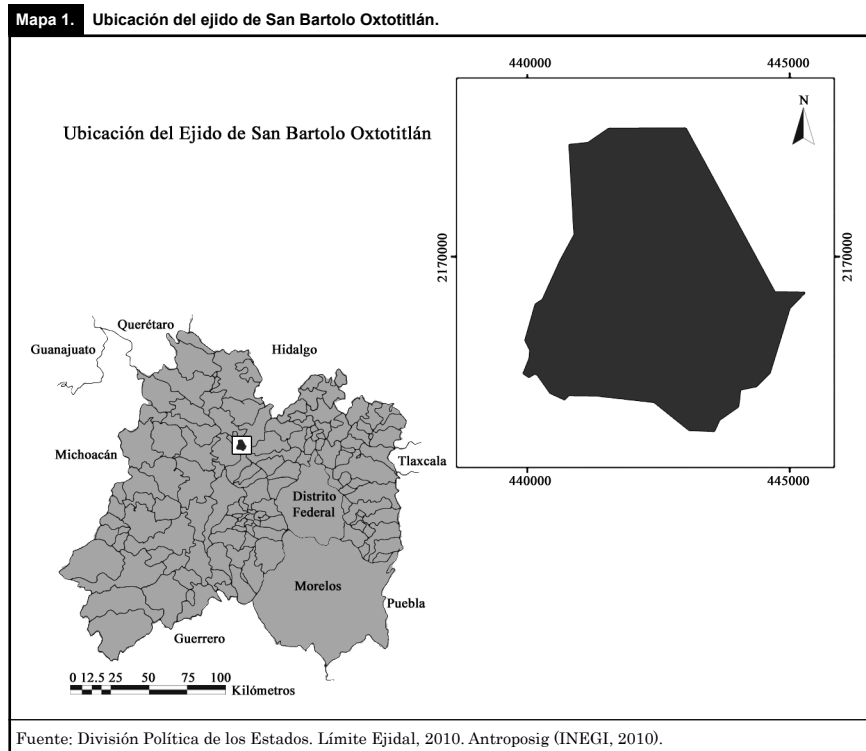 Mapa 1. Ubicación del ejido de San Bartolo Oxtotitlán.
Ubicación del Ejido de San Bartolo Oxtotitlán
440000 445000
N
2170000 2170000
440000 445000
Querétaro
Guanajuato
Hidalgo
Michoacán
Tlaxcala
Distrito
Federal
Morelos
Puebla
Guerrero
0 12.5 25 50 75 100
Kilómetros
Fuente: División Política de los Estados. Límite Ejidal, 2010. Antroposig (INEGI, 2010).